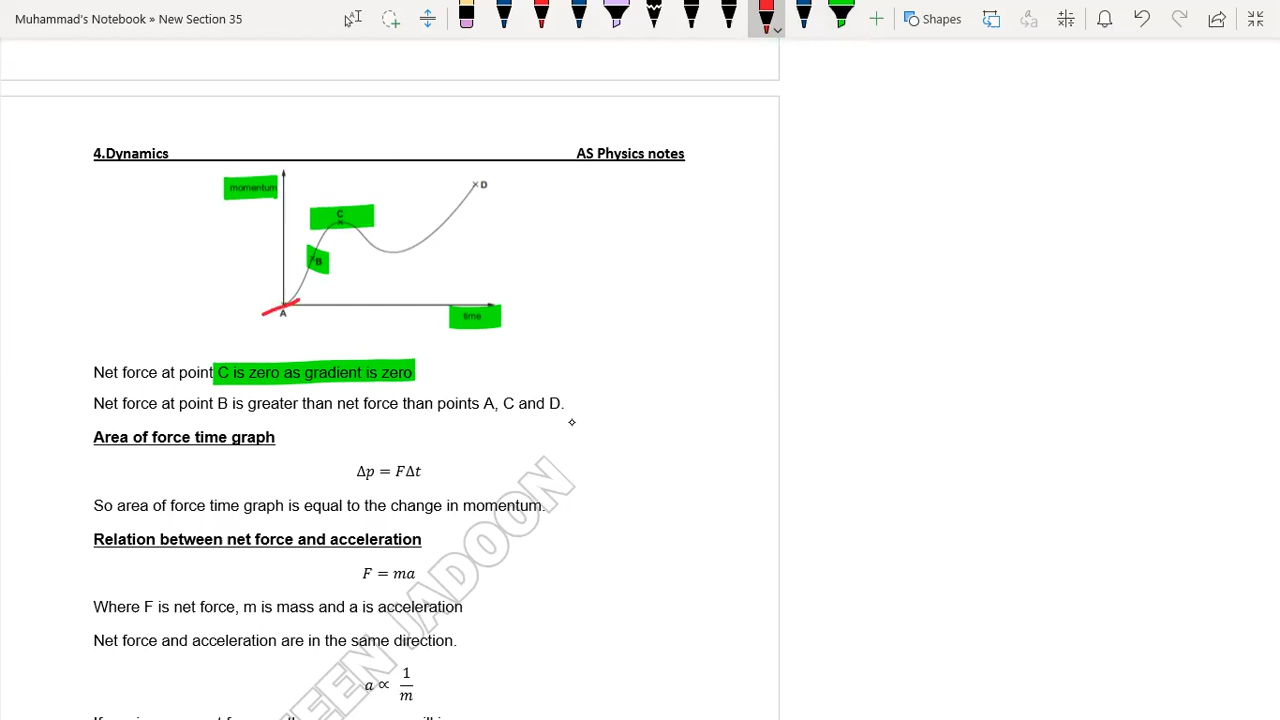 Muhammad's Notebook » New Section 35
Shapes
4.Dynamics AS Physics notes
momentum
D
C
B
A
time
Net force at point C is zero as gradient is zero
Net force at point B is greater than net force than points A, C and D.
Area of force time graph
Δp = FΔt
So area of force time graph is equal to the change in momentum.
Relation between net force and acceleration
F = ma
Where F is net force, m is mass and a is acceleration
Net force and acceleration are in the same direction.
a ∝ 1/m
JADOON